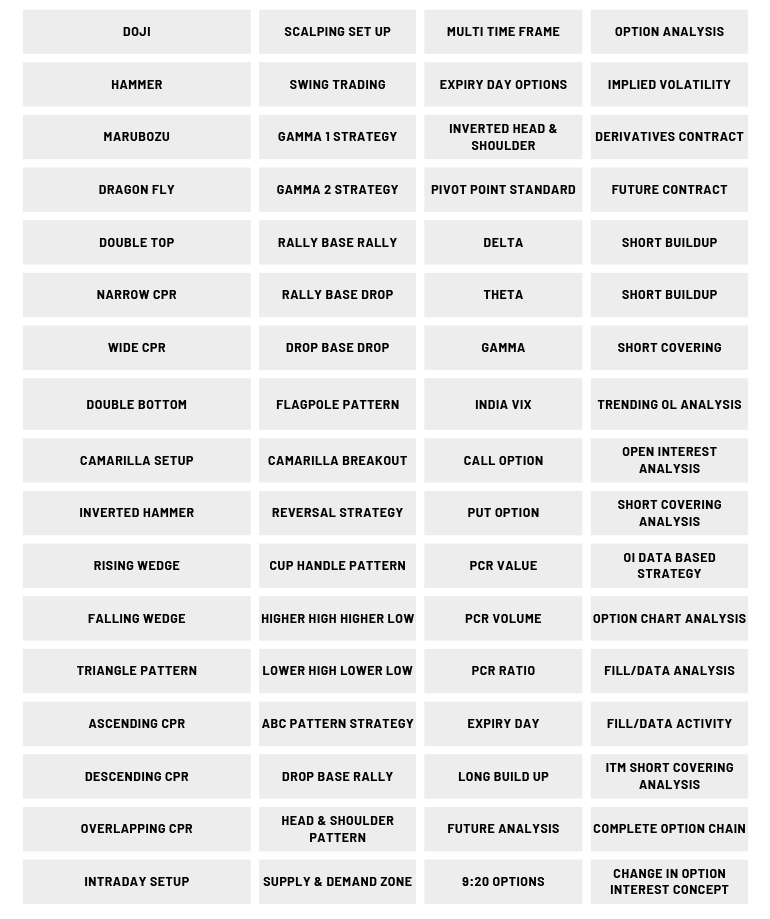 DOJI
SCALPING SET UP
MULTI TIME FRAME
OPTION ANALYSIS
HAMMER
SWING TRADING
EXPIRY DAY OPTIONS
IMPLIED VOLATILITY
MARUBOZU
GAMMA 1 STRATEGY
INVERTED HEAD &
SHOULDER
DERIVATIVES CONTRACT
DRAGON FLY
GAMMA 2 STRATEGY
PIVOT POINT STANDARD
FUTURE CONTRACT
DOUBLE TOP
RALLY BASE RALLY
DELTA
SHORT BUILDUP
NARROW CPR
RALLY BASE DROP
THETA
SHORT BUILDUP
WIDE CPR
DROP BASE DROP
GAMMA
SHORT COVERING
DOUBLE BOTTOM
FLAGPOLE PATTERN
INDIA VIX
TRENDING OL ANALYSIS
CAMARILLA SETUP
CAMARILLA BREAKOUT
CALL OPTION
OPEN INTEREST
ANALYSIS
INVERTED HAMMER
REVERSAL STRATEGY
PUT OPTION
SHORT COVERING
ANALYSIS
RISING WEDGE
CUP HANDLE PATTERN
PCR VALUE
OI DATA BASED
STRATEGY
FALLING WEDGE
HIGHER HIGH HIGHER LOW
PCR VOLUME
OPTION CHART ANALYSIS
TRIANGLE PATTERN
LOWER HIGH LOWER LOW
PCR RATIO
FILL/DATA ANALYSIS
ASCENDING CPR
ABC PATTERN STRATEGY
EXPIRY DAY
FILL/DATA ACTIVITY
DESCENDING CPR
DROP BASE RALLY
LONG BUILD UP
ITM SHORT COVERING
ANALYSIS
OVERLAPPING CPR
HEAD & SHOULDER
PATTERN
FUTURE ANALYSIS
COMPLETE OPTION CHAIN
INTRADAY SETUP
SUPPLY & DEMAND ZONE
9:20 OPTIONS
CHANGE IN OPTION
INTEREST CONCEPT